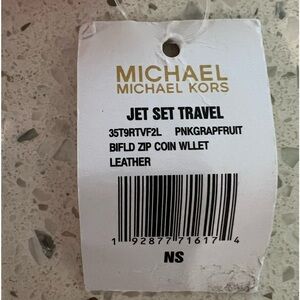 MICHAEL
MICHAEL KORS
JET SET TRAVEL
35T9RTVF2L PNKGRAPFRUIT
BIFLD ZIP COIN WLLET
LEATHER
1 92877 71617 4
NS